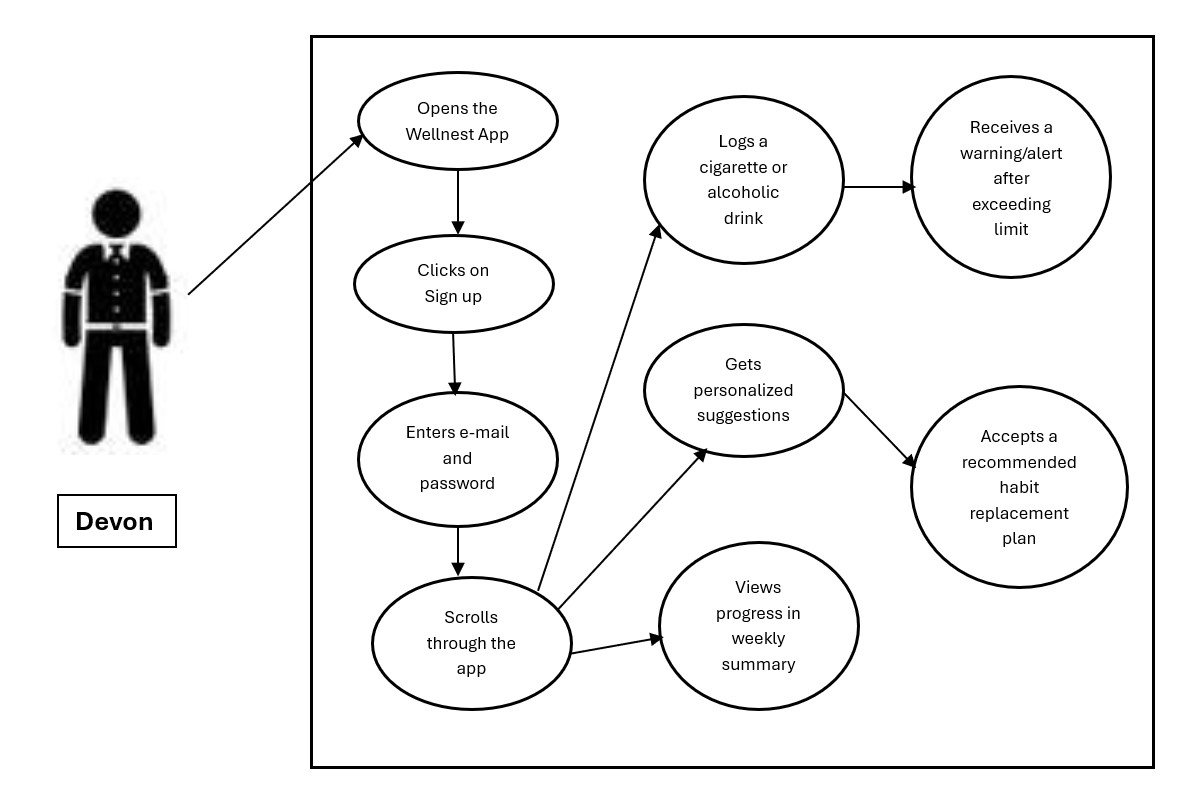 Devon
Opens the
Wellnest App
Clicks on
Sign up
Enters e-mail
and
password
Scrolls
through the
app
Logs a
cigarette or
alcoholic
drink
Receives a
warning/alert
after
exceeding
limit
Gets
personalized
suggestions
Accepts a
recommended
habit
replacement
plan
Views
progress in
weekly
summary